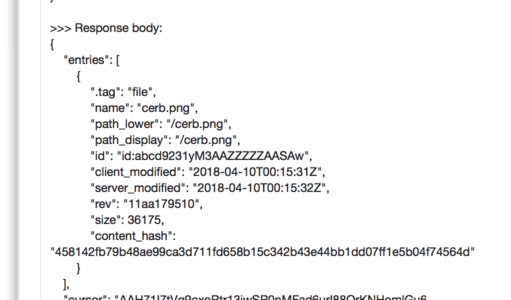 >>> Response body:
{
"entries": [
{
".tag": "file",
"name": "cerb.png",
"path_lower": "/cerb.png",
"path_display": "/cerb.png",
"id": "id:abcd9231yM3AAZZZZZAASAw",
"client_modified": "2018-04-10T00:15:31Z",
"server_modified": "2018-04-10T00:15:32Z",
"rev": "11aa179510",
"size": 36175,
"content_hash":
"458142fb79b48ae99ca3d711fd658b15c342b43e44bb1dd07ff1e5b04f74564d"
}
],
"cursor":